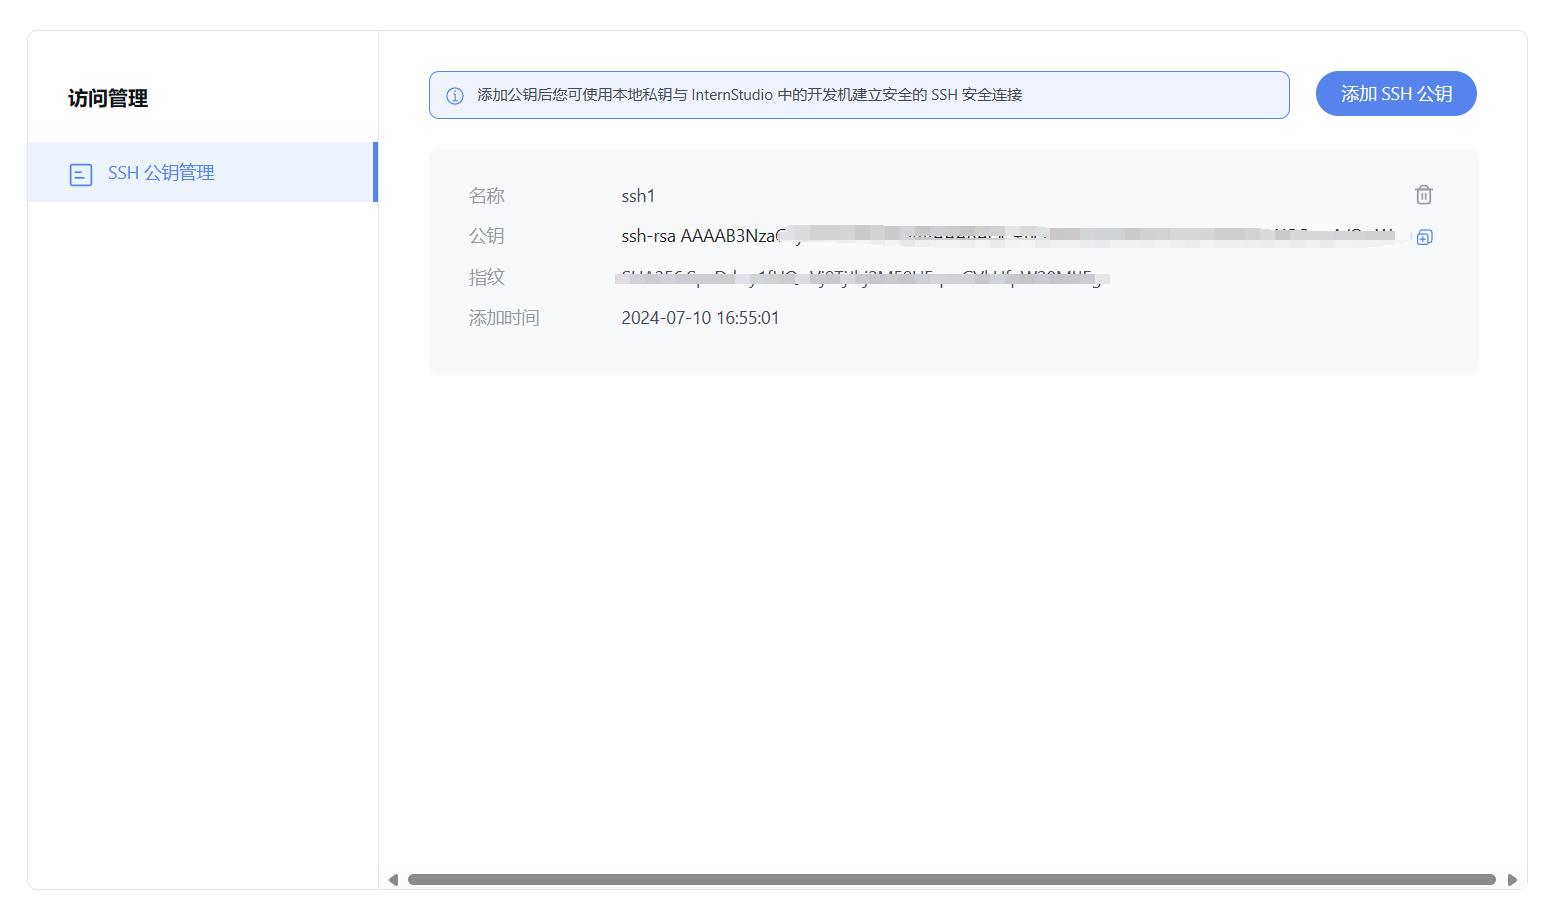 访问管理
SSH 公钥管理
添加公钥后您可使用本地私钥与 InternStudio 中的开发机建立安全的 SSH 安全连接
添加 SSH 公钥
名称 ssh1
公钥 ssh-rsa
指纹
添加时间 2024-07-10 16:55:01